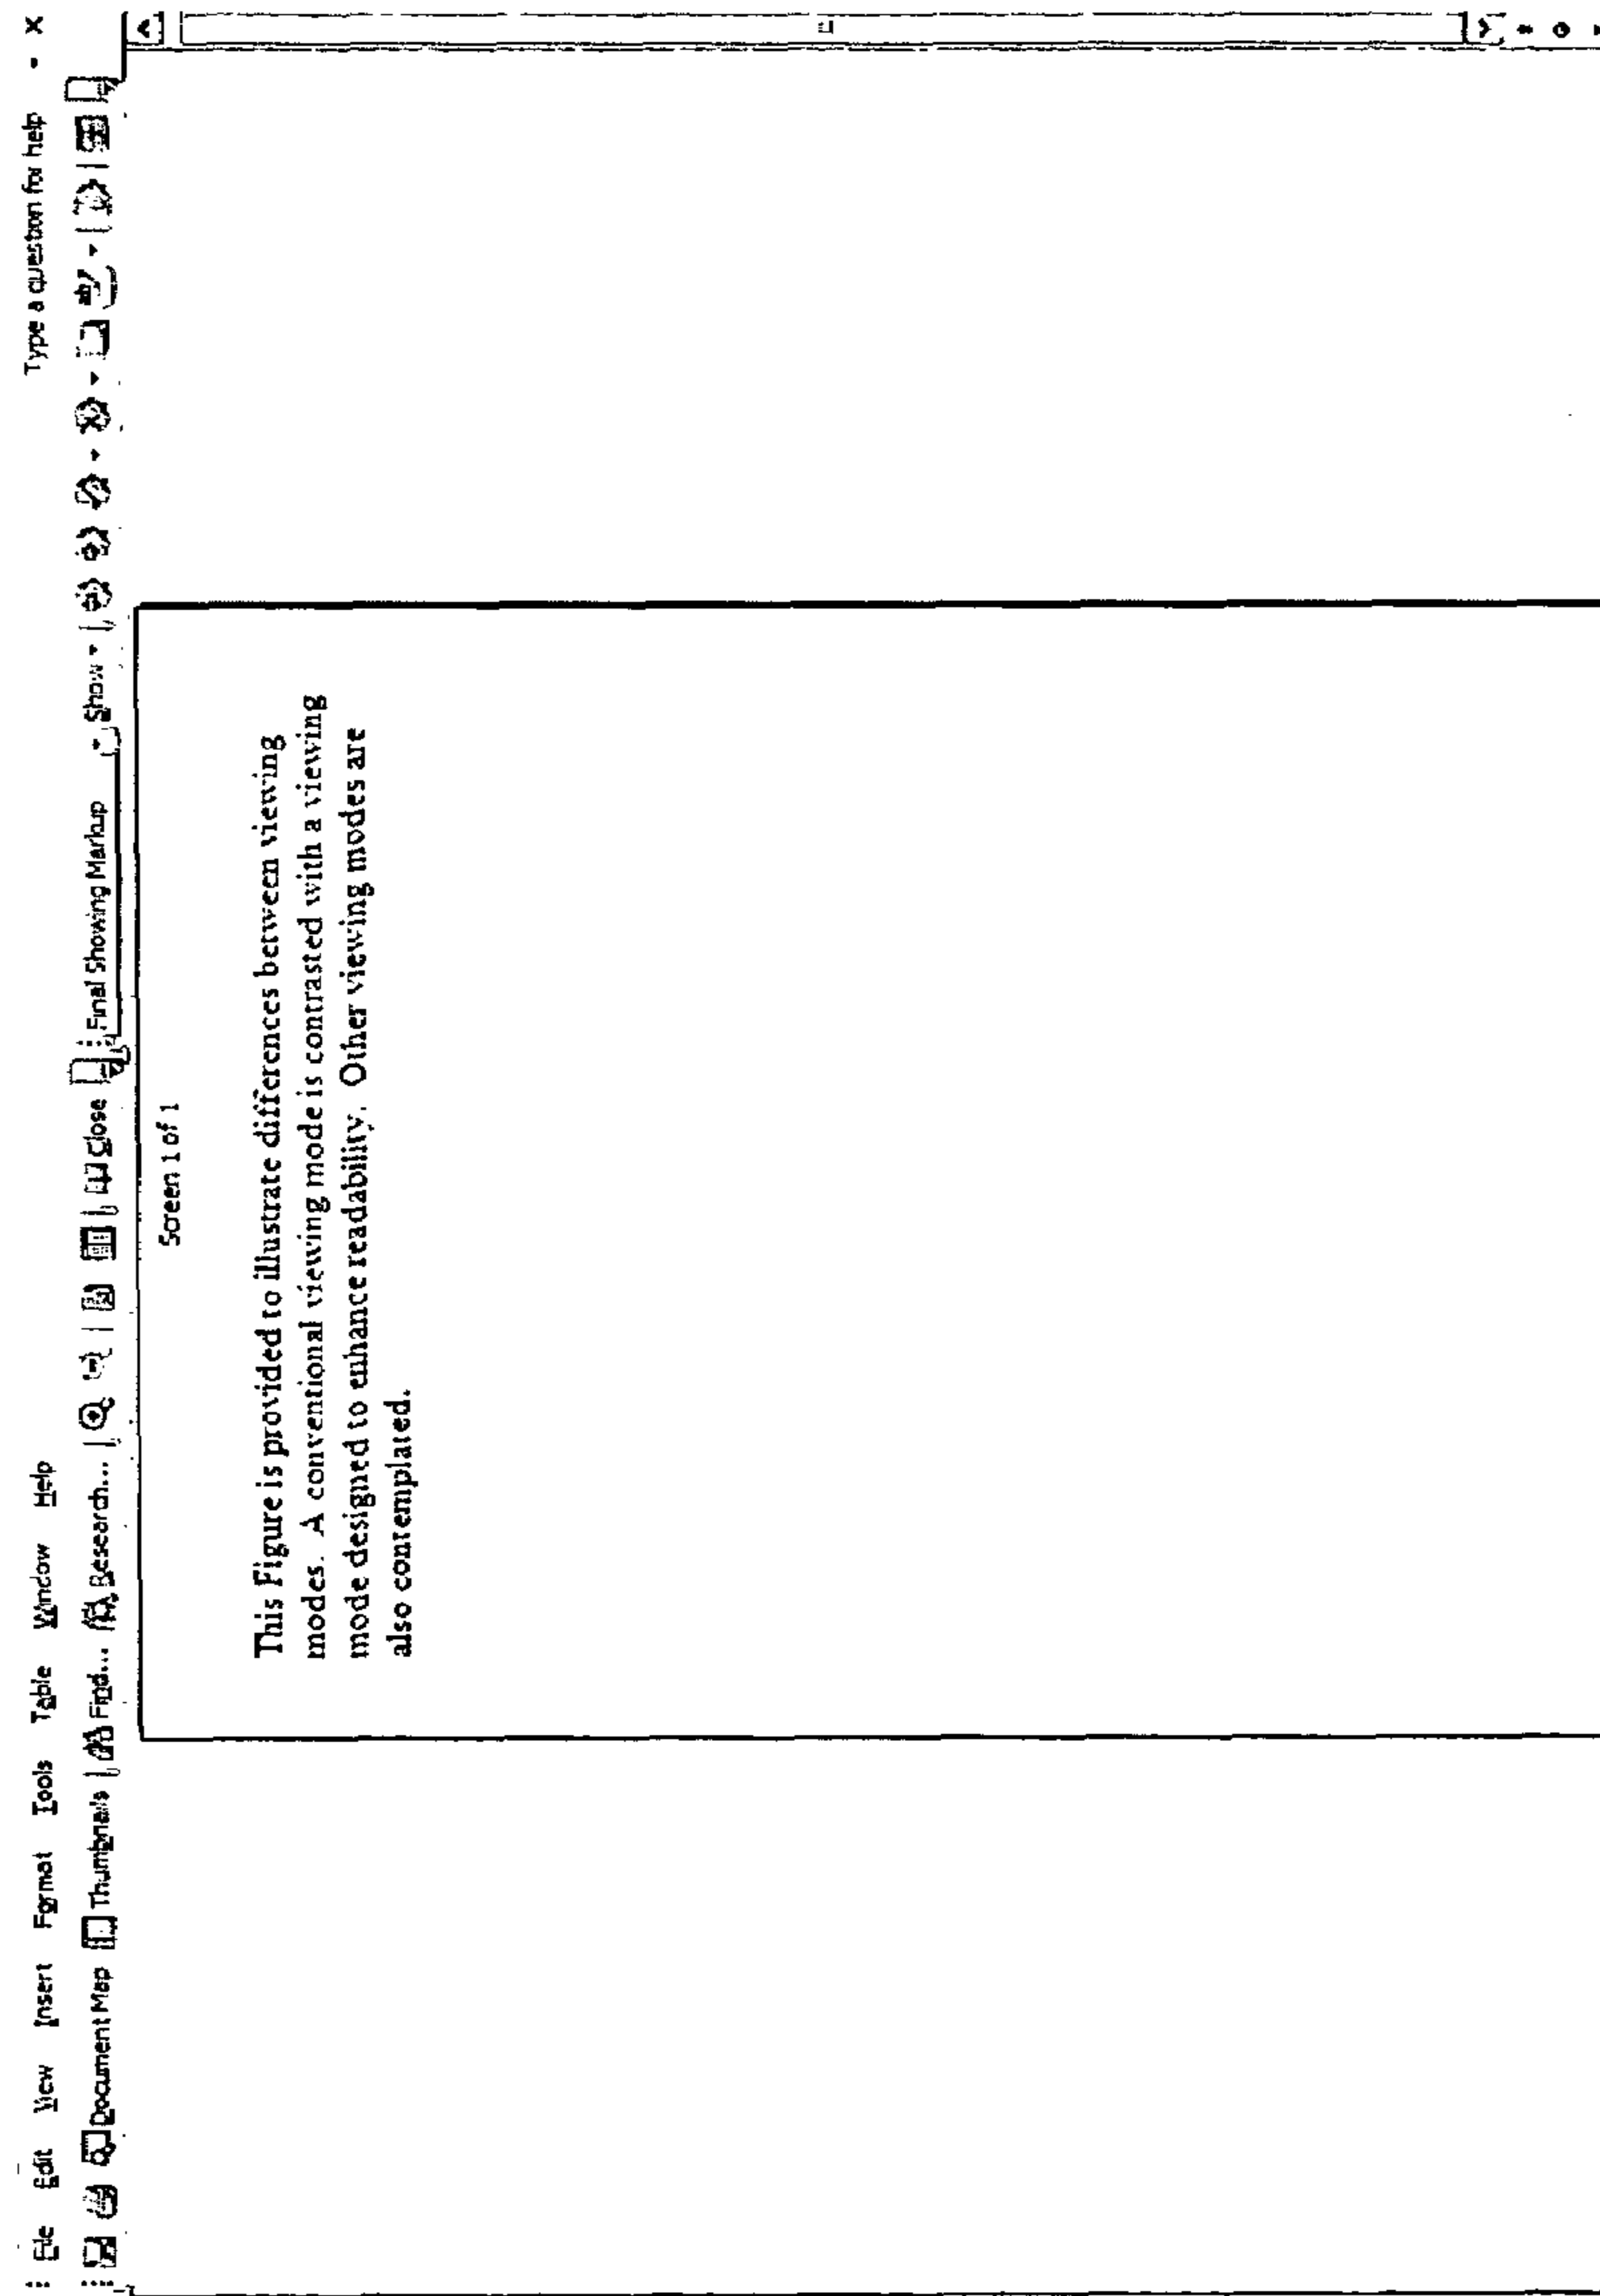 File Edit View Insert Format Tools Table Window Help Type a question for help
Document Map Thumbnails Find... Research... Close Final Showing Markup Show
Screen 1 of 1
This Figure is provided to illustrate differences between viewing
modes. A conventional viewing mode is contrasted with a viewing
mode designed to enhance readability. Other viewing modes are
also contemplated.